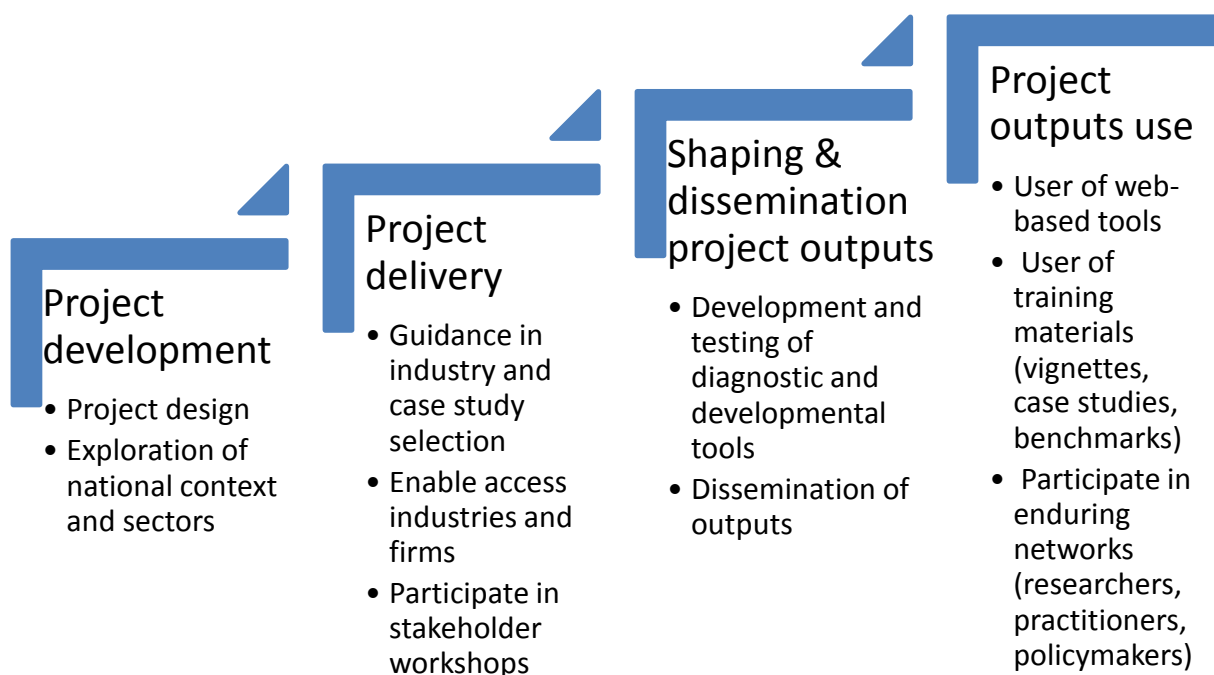 Project
development
• Project design
• Exploration of
national context
and sectors
Project
delivery
• Guidance in
industry and
case study
selection
• Enable access
industries and
firms
• Participate in
stakeholder
workshops
Shaping &
dissemination
project outputs
• Development and
testing of
diagnostic and
developmental
tools
• Dissemination of
outputs
Project
outputs use
• User of web-
based tools
• User of
training
materials
(vignettes,
case studies,
benchmarks)
• Participate in
enduring
networks
(researchers,
practitioners,
policymakers)